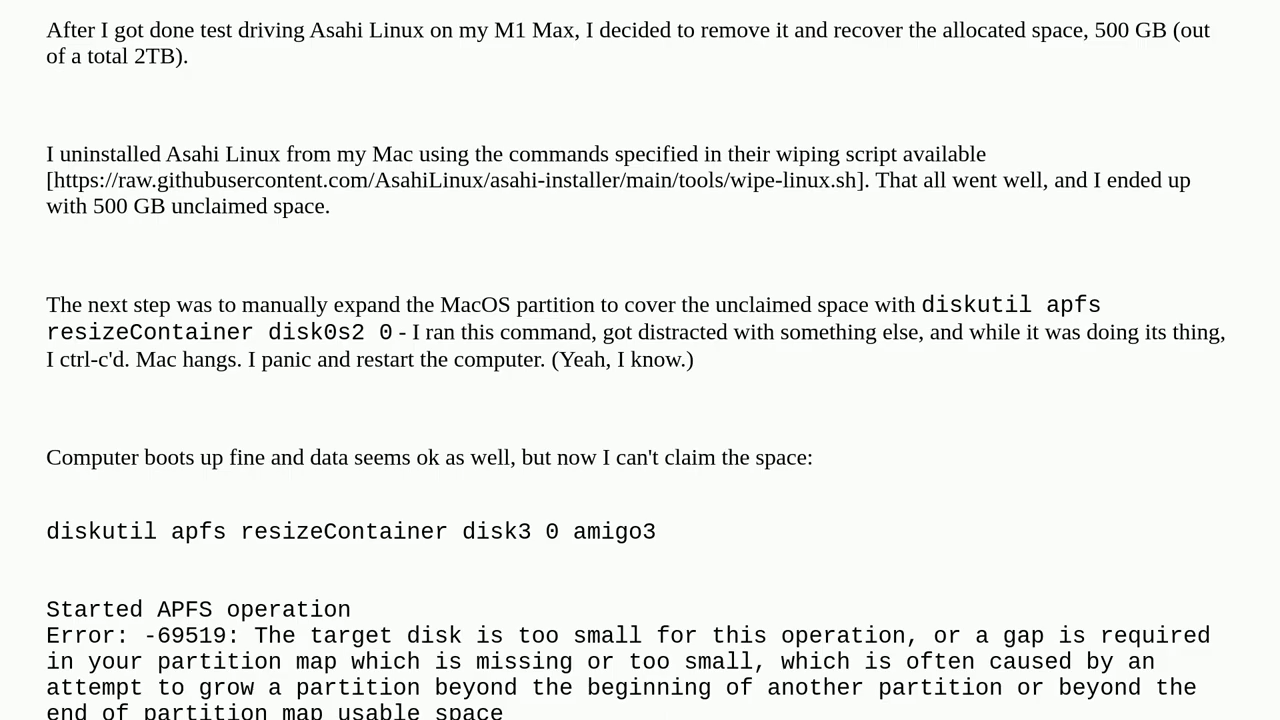 After I got done test driving Asahi Linux on my M1 Max, I decided to remove it and recover the allocated space, 500 GB (out
of a total 2TB).
I uninstalled Asahi Linux from my Mac using the commands specified in their wiping script available
[https://raw.githubusercontent.com/AsahiLinux/asahi-installer/main/tools/wipe-linux.sh]. That all went well, and I ended up
with 500 GB unclaimed space.
The next step was to manually expand the MacOS partition to cover the unclaimed space with diskutil apfs
resizeContainer disk0s2 0 - I ran this command, got distracted with something else, and while it was doing its thing,
I ctrl-c'd. Mac hangs. I panic and restart the computer. (Yeah, I know.)
Computer boots up fine and data seems ok as well, but now I can't claim the space:
diskutil apfs resizeContainer disk3 0 amigo3
Started APFS operation
Error: -69519: The target disk is too small for this operation, or a gap is required
in your partition map which is missing or too small, which is often caused by an
attempt to grow a partition beyond the beginning of another partition or beyond the
end of partition map usable space